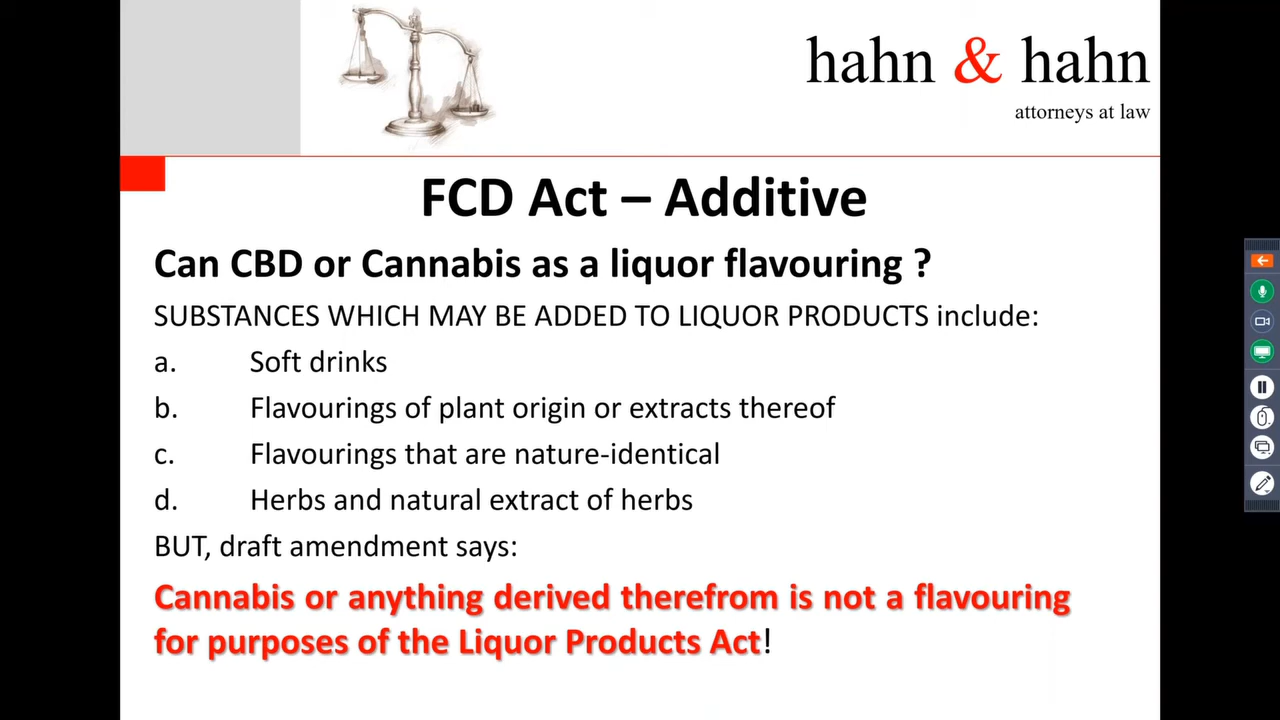 hahn & hahn
attorneys at law
FCD Act – Additive
Can CBD or Cannabis as a liquor flavouring ?
SUBSTANCES WHICH MAY BE ADDED TO LIQUOR PRODUCTS include:
a. Soft drinks
b. Flavourings of plant origin or extracts thereof
c. Flavourings that are nature-identical
d. Herbs and natural extract of herbs
BUT, draft amendment says:
Cannabis or anything derived therefrom is not a flavouring
for purposes of the Liquor Products Act!